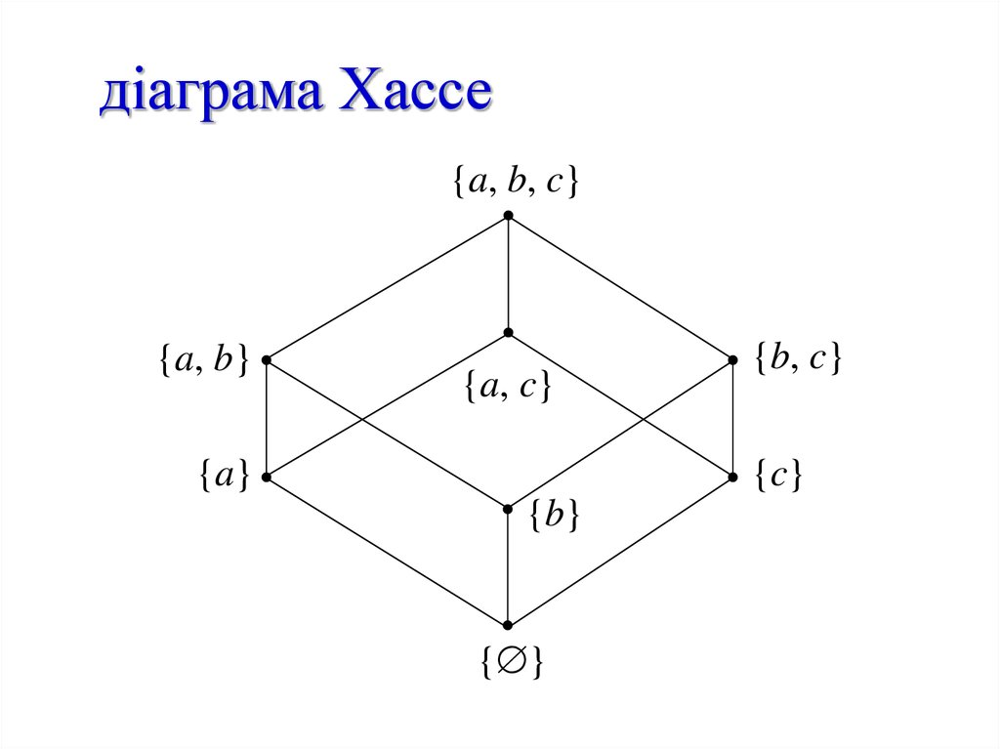 діаграма Хассе
{a, b, c}
{a, b}
{b, c}
{a, c}
{a}
{c}
{b}
{∅}